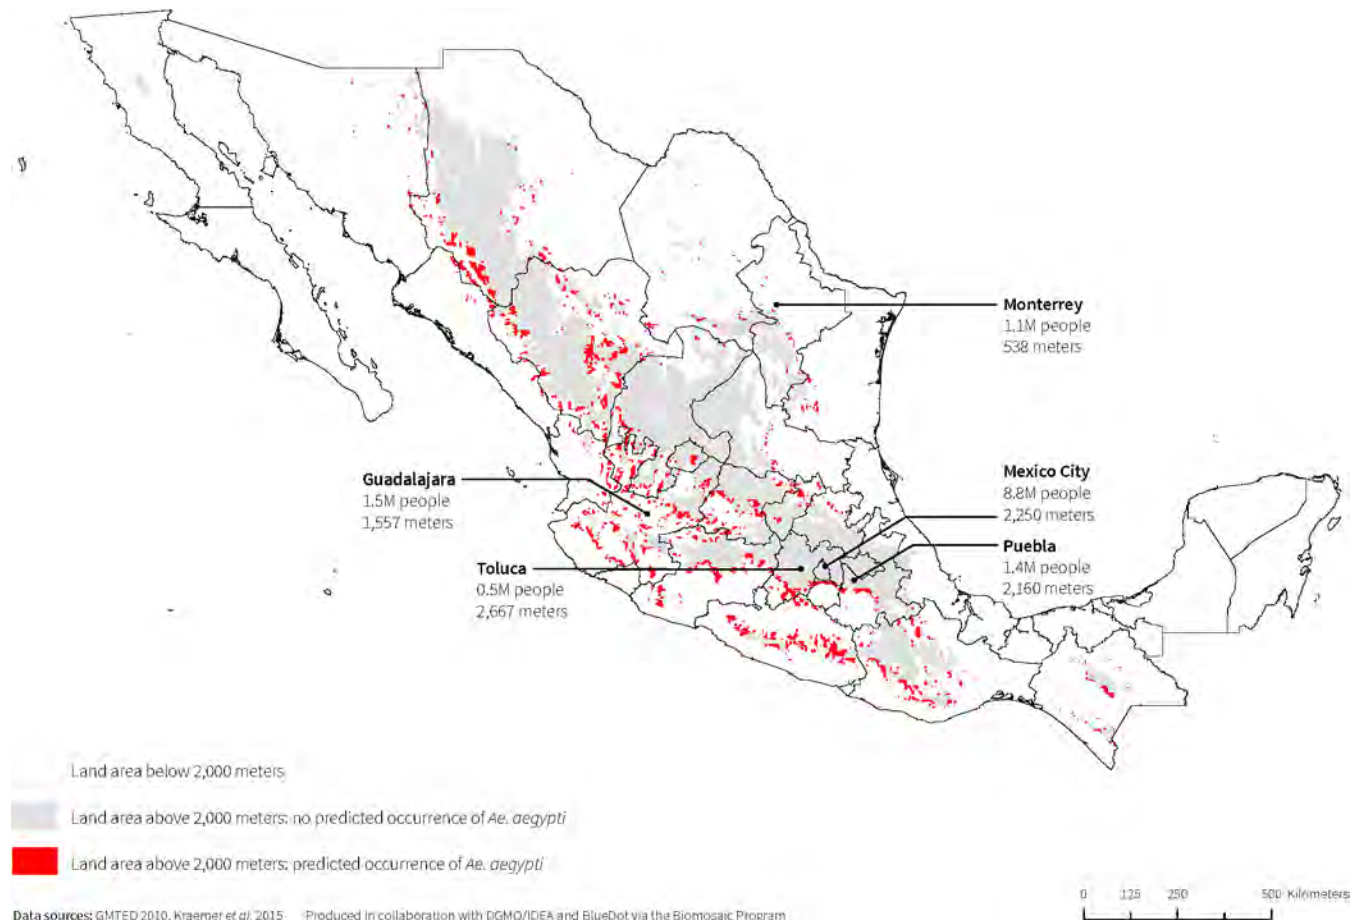 Monterrey
1.1M people
538 meters
Guadalajara
1.5M people
1,557 meters
Mexico City
8.8M people
2,250 meters
Toluca
0.5M people
2,667 meters
Puebla
1.4M people
2,160 meters
Land area below 2,000 meters
Land area above 2,000 meters: no predicted occurrence of Ae. aegypti
Land area above 2,000 meters: predicted occurrence of Ae. aegypti
0 125 250 500 Kilometers
Data sources: GMTED 2010, Kraemer et al. 2015 Produced in collaboration with DGMO/IDEA and BlueDot via the Biomosaic Program